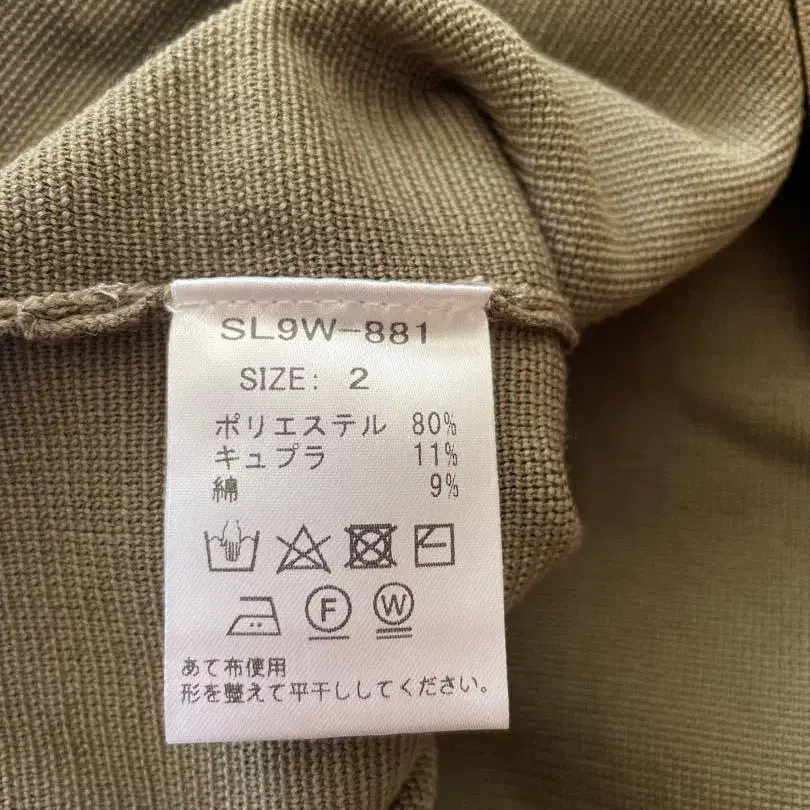 SL9W-881
SIZE: 2
ポリエステル 80%
キュプラ 11%
綿 9%
F W
あて布使用
形を整えて平干ししてください。